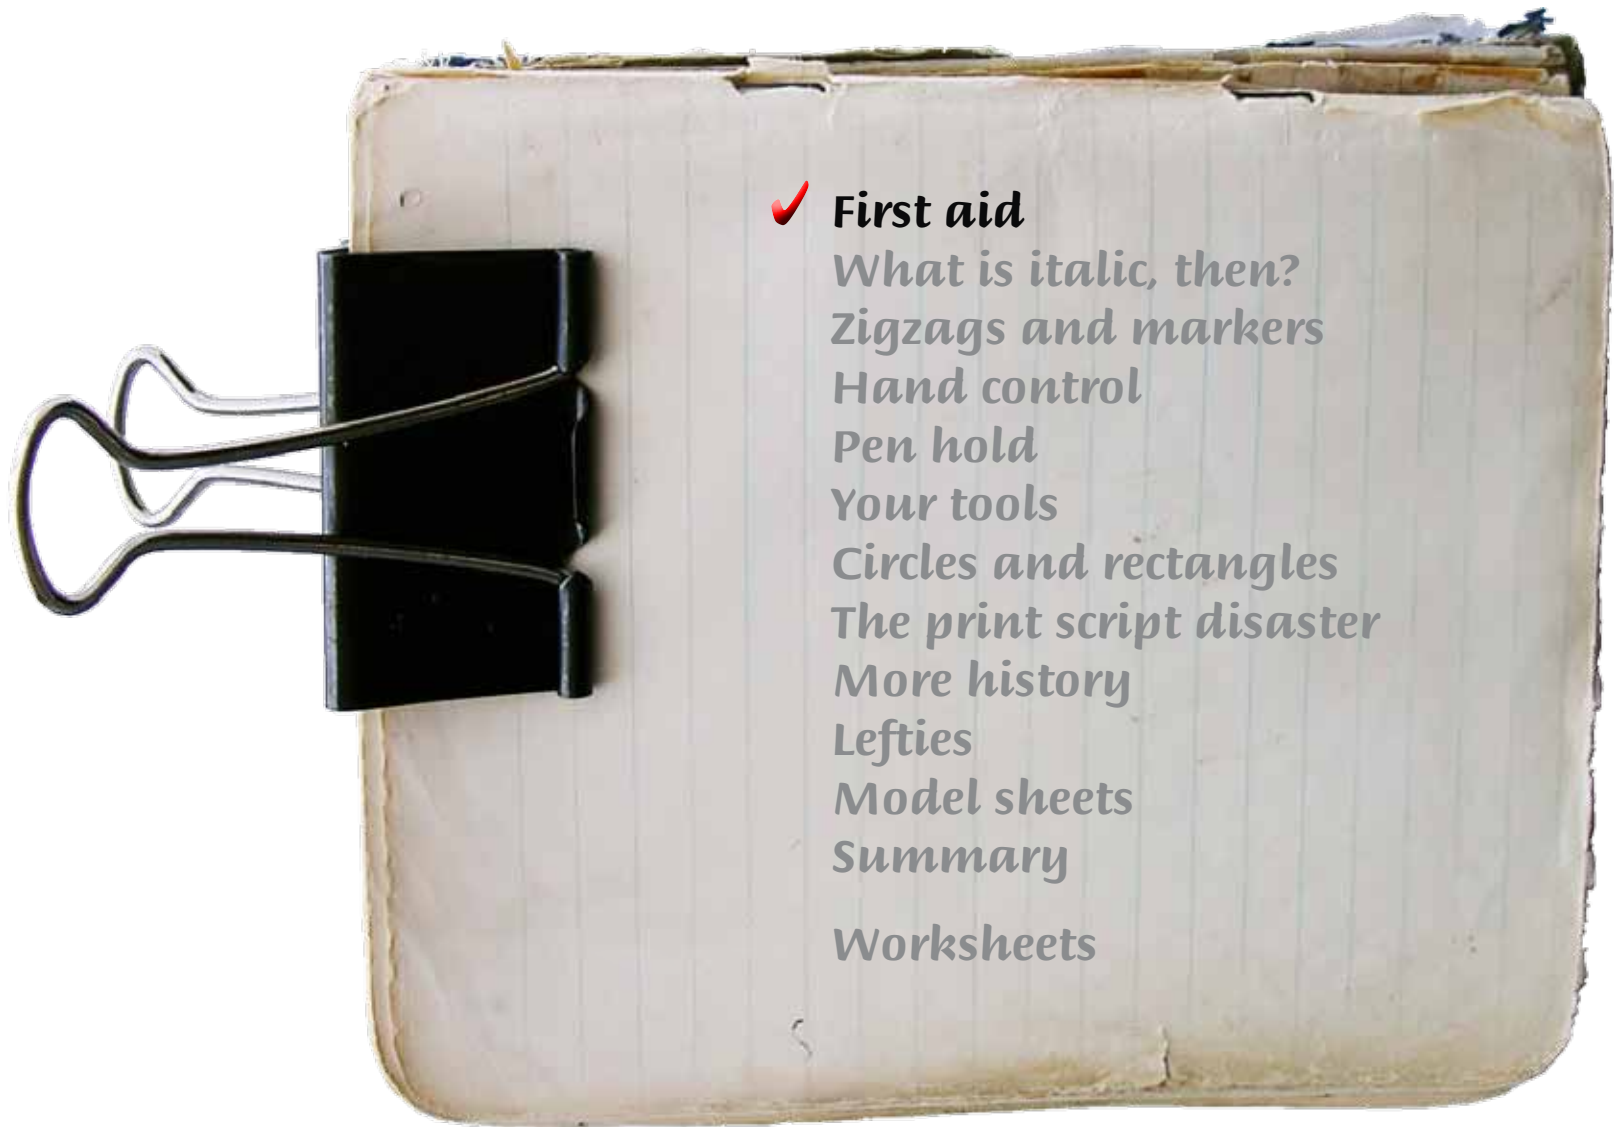 First aid
What is italic, then?
Zigzags and markers
Hand control
Pen hold
Your tools
Circles and rectangles
The print script disaster
More history
Lefties
Model sheets
Summary
Worksheets